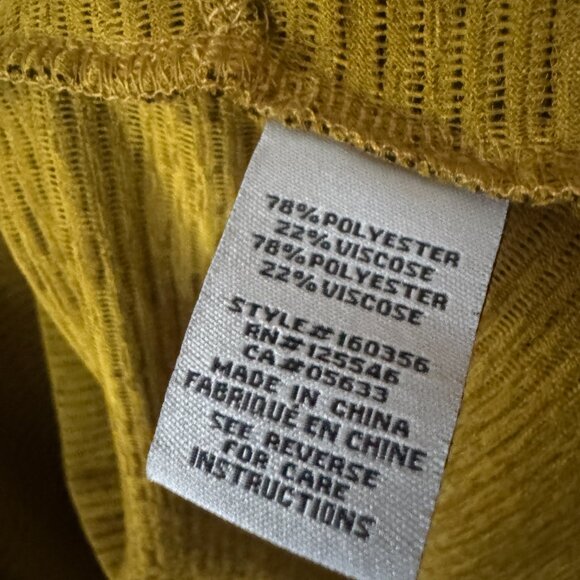 78% POLYESTER
22% VISCOSE
78% POLYESTER
22% VISCOSE
STYLE# 160356
RN# 125546
CA # 05633
MADE IN CHINA
FABRIQUÉ EN CHINE
SEE REVERSE
FOR CARE
INSTRUCTIONS